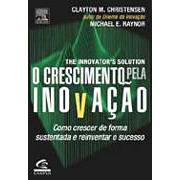 CLAYTON M. CHRISTENSEN
Autor de O Dilema da Inovação
MICHAEL E. RAYNOR
THE INNOVATOR'S SOLUTION
O CRESCIMENTO PELA
INOVAÇÃO
Como crescer de forma
sustentada e reinventar o sucesso
CAMPUS